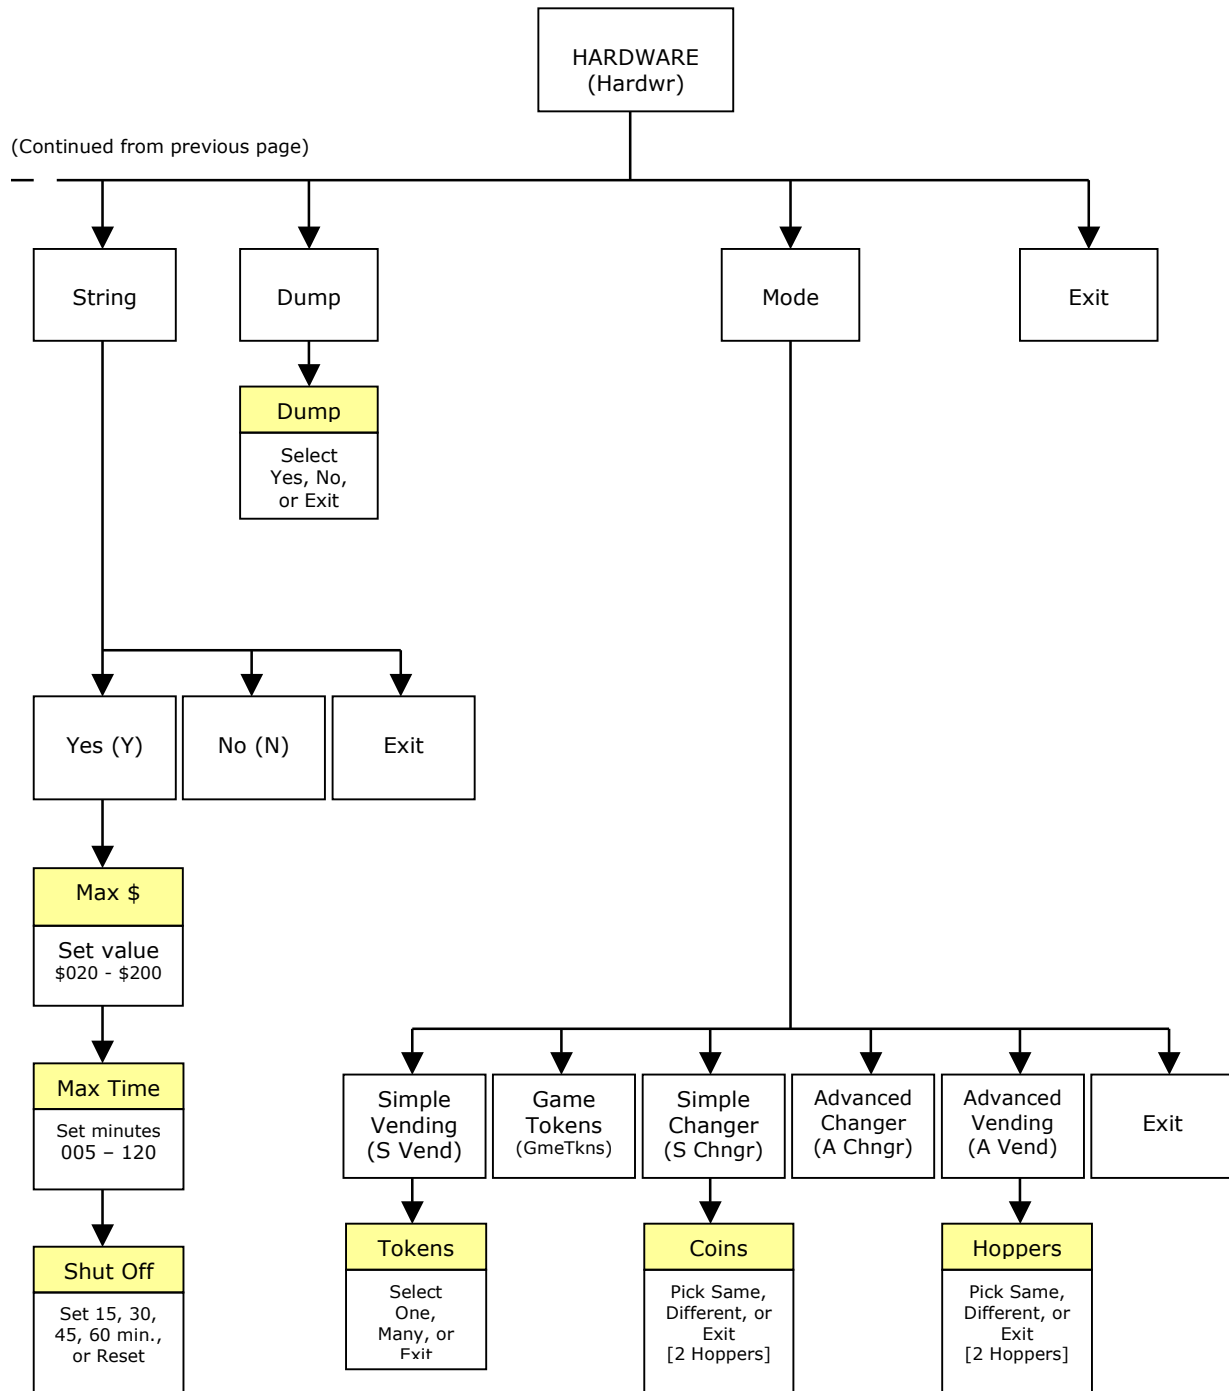 HARDWARE
(Hardwr)
(Continued from previous page)
String
Dump
Mode
Exit
Dump
Select
Yes, No,
or Exit
Yes (Y)
No (N)
Exit
Max $
Set value
$020 - $200
Max Time
Set minutes
005 – 120
Shut Off
Set 15, 30,
45, 60 min.,
or Reset
Simple
Vending
(S Vend)
Game
Tokens
(GmeTkns)
Simple
Changer
(S Chngr)
Advanced
Changer
(A Chngr)
Advanced
Vending
(A Vend)
Exit
Tokens
Select
One,
Many, or
Exit
Coins
Pick Same,
Different, or
Exit
[2 Hoppers]
Hoppers
Pick Same,
Different, or
Exit
[2 Hoppers]